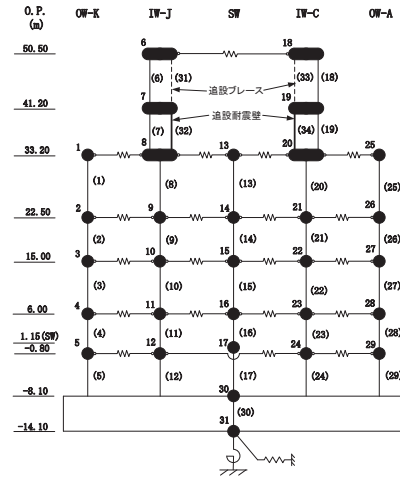 O.P.
(m)
OW-K IW-J SW IW-C OW-A
50.50 6 18
(6) (31) (33) (18)
追設ブレース
41.20 7 19
追設耐震壁
(7) (32) (34) (19)
33.20 1 8 13 20 25
(1) (8) (13) (20) (25)
22.50 2 9 14 21 26
(2) (9) (14) (21) (26)
15.00 3 10 15 22 27
(3) (10) (15) (22) (27)
6.00 4 11 16 23 28
(4) (11) (16) (23) (28)
1.15(SW) 17
-0.80 5 12 24 29
(5) (12) (17) (24) (29)
-8.10 30
(30)
-14.10 31